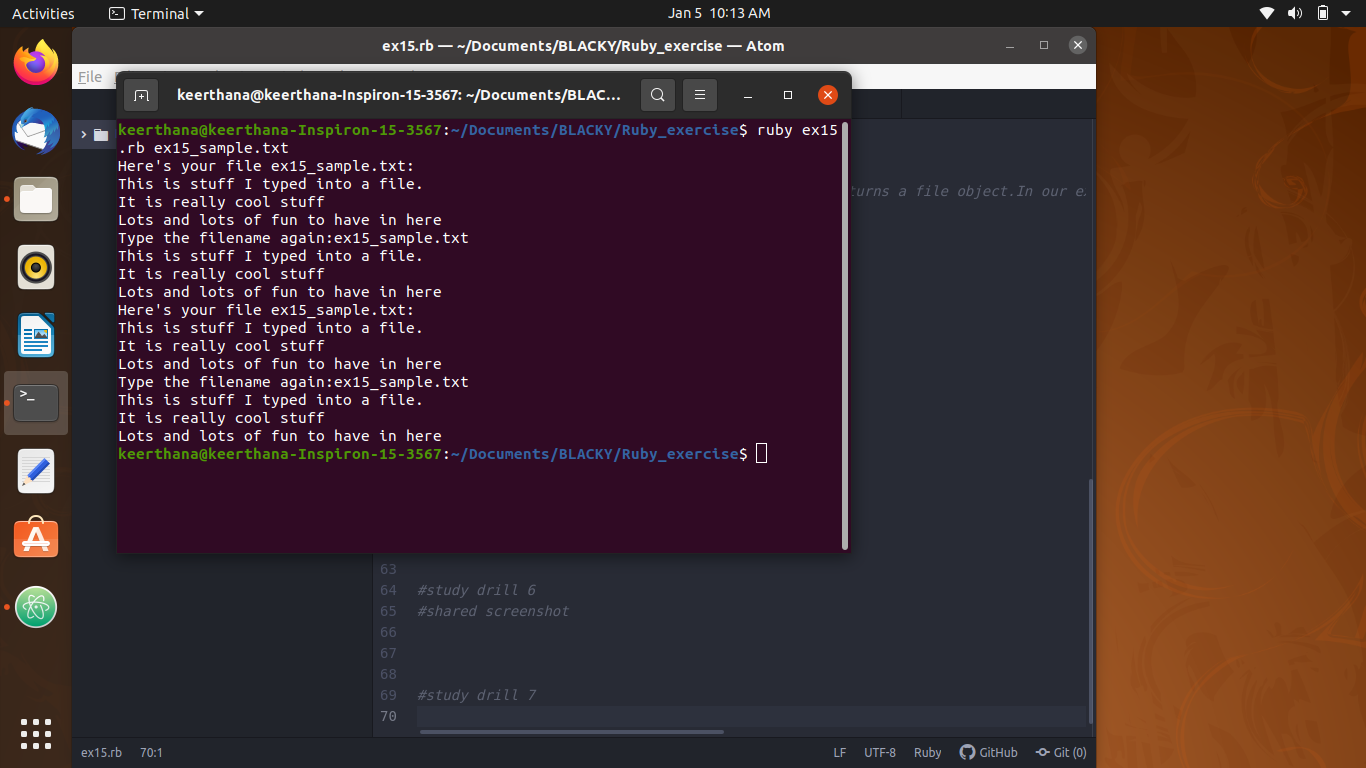 Activities
Terminal
Jan 5 10:13 AM
ex15.rb — ~/Documents/BLACKY/Ruby_exercise — Atom
File
keerthana@keerthana-Inspiron-15-3567: ~/Documents/BLAC...
keerthana@keerthana-Inspiron-15-3567:~/Documents/BLACKY/Ruby_exercise$ ruby ex15
.rb ex15_sample.txt
Here's your file ex15_sample.txt:
This is stuff I typed into a file.
It is really cool stuff
Lots and lots of fun to have in here
Type the filename again:ex15_sample.txt
This is stuff I typed into a file.
It is really cool stuff
Lots and lots of fun to have in here
Here's your file ex15_sample.txt:
This is stuff I typed into a file.
It is really cool stuff
Lots and lots of fun to have in here
Type the filename again:ex15_sample.txt
This is stuff I typed into a file.
It is really cool stuff
Lots and lots of fun to have in here
keerthana@keerthana-Inspiron-15-3567:~/Documents/BLACKY/Ruby_exercise$
a file object.In our
63
64 #study drill 6
65 #shared screenshot
66
67
68
69 #study drill 7
70
ex15.rb 70:1
LF UTF-8 Ruby GitHub Git (0)